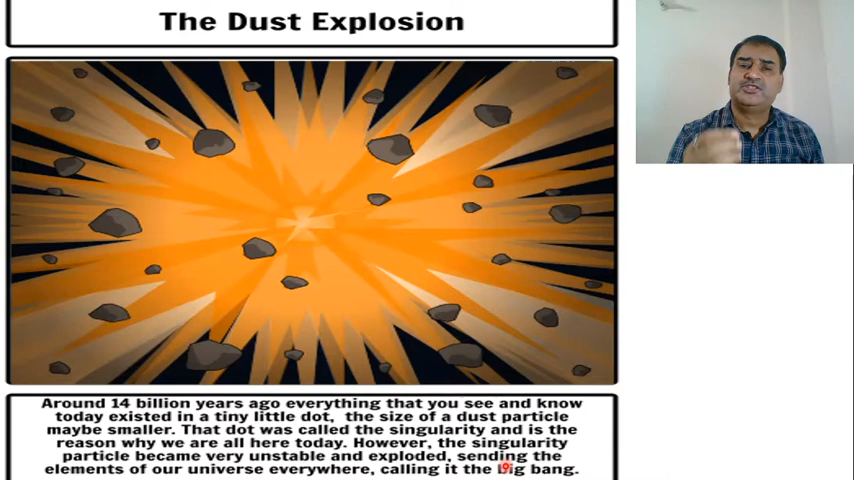 The Dust Explosion
Around 14 billion years ago everything that you see and know
today existed in a tiny little dot, the size of a dust particle
maybe smaller. That dot was called the singularity and is the
reason why we are all here today. However, the singularity
particle became very unstable and exploded, sending the
elements of our universe everywhere, calling it the big bang.